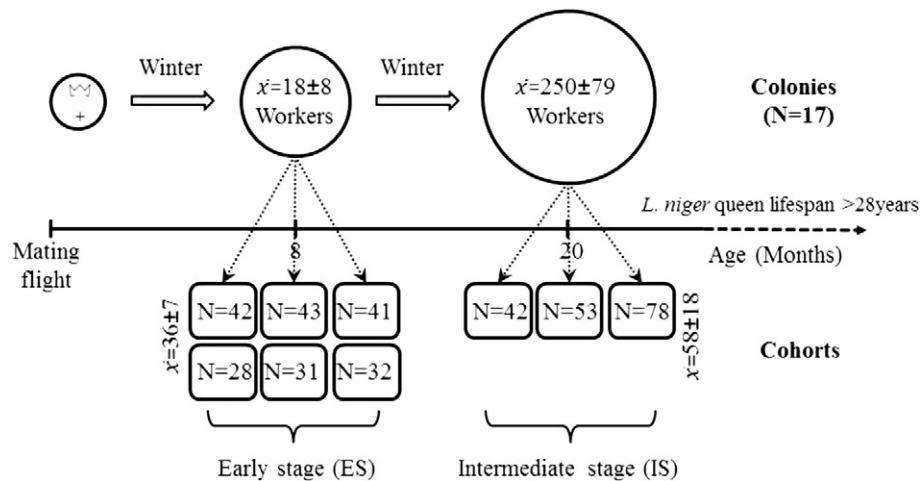 Winter
Winter
ẋ=18±8
Workers
ẋ=250±79
Workers
Colonies
(N=17)
+
L. niger queen lifespan >28years
Mating
flight
8
20
Age (Months)
N=42
N=43
N=41
N=42
N=53
N=78
ẋ=36±7
ẋ=58±18
N=28
N=31
N=32
Cohorts
Early stage (ES)
Intermediate stage (IS)